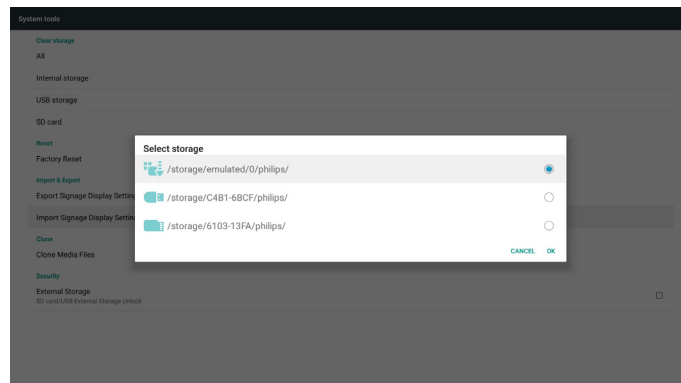 System tools
Clear storage
All
Internal storage
USB storage
SD card
Reset
Factory Reset
Import & Export
Export Signage Display Settin
Import Signage Display Settin
Clone
Clone Media Files
Security
External Storage
SD card/USB External Storage Unlock
Select storage
/storage/emulated/0/philips/
/storage/C4B1-6BCF/philips/
/storage/6103-13FA/philips/
CANCEL OK